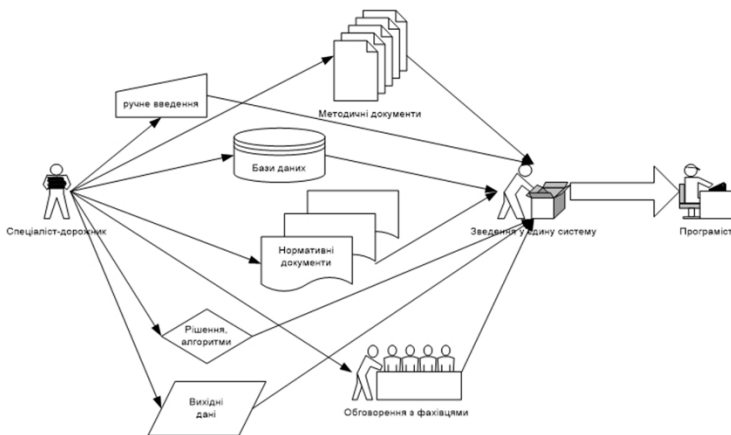 Методичні документи
ручне введення
Бази даних
Спеціаліст-дорожник
Зведення у єдину систему
Програміст
Нормативні
документи
Рішення,
алгоритми
Вихідні
дані
Обговорення з фахівцями